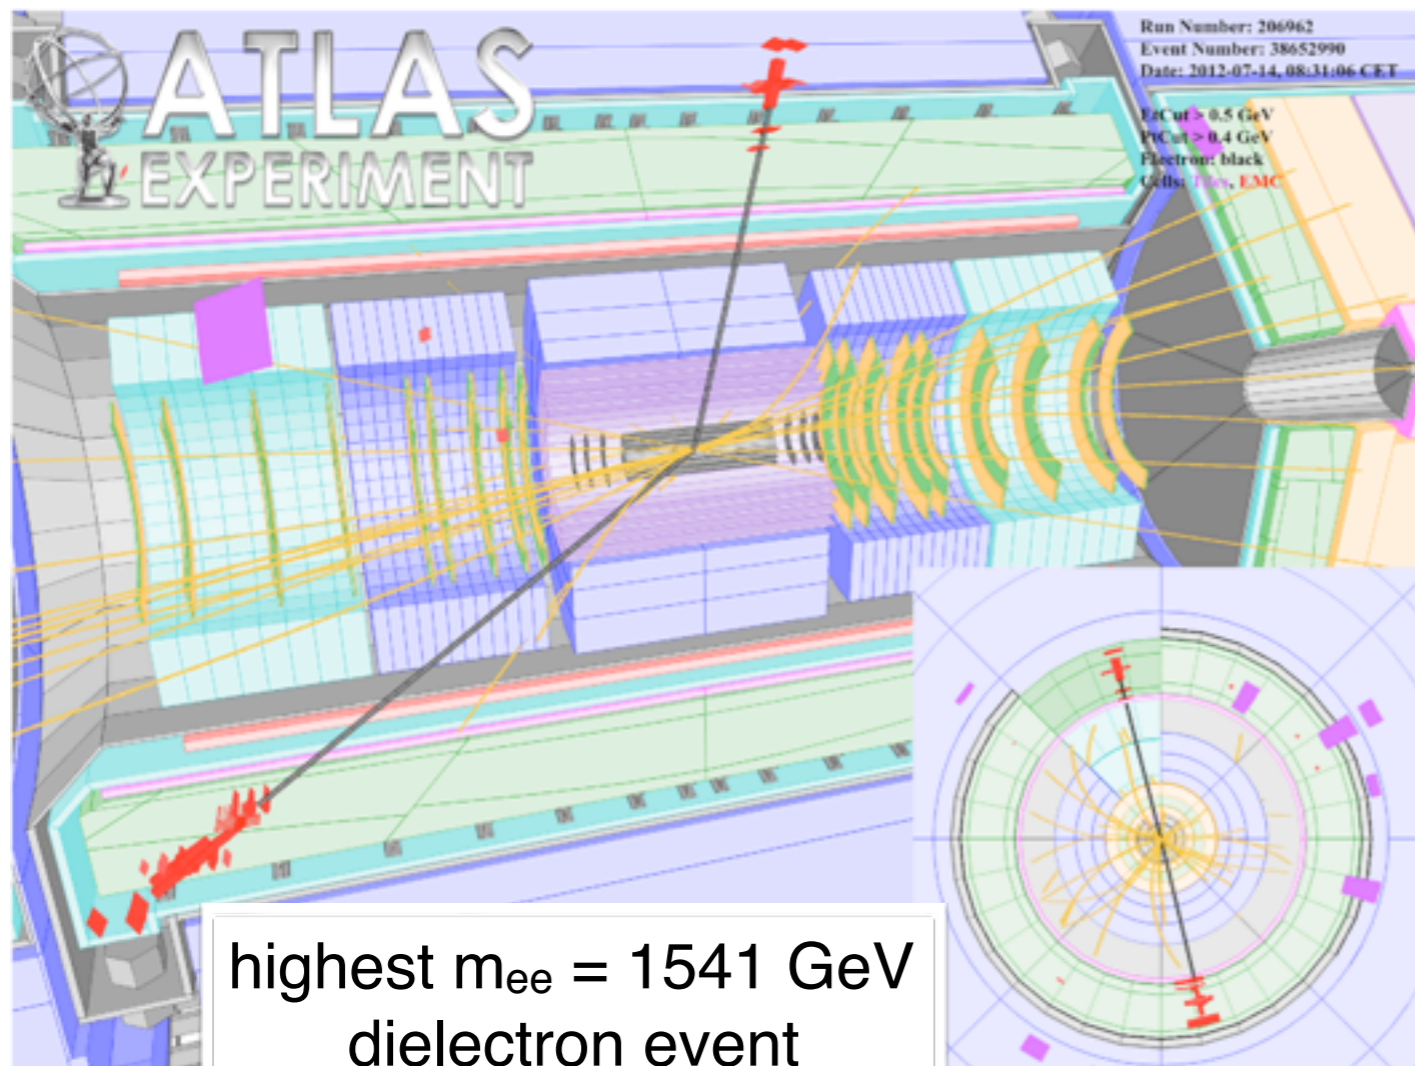 ATLAS
EXPERIMENT
Run Number: 206962
Event Number: 38652990
Date: 2012-07-14, 08:31:06 CET
EtCut > 0.5 GeV
PtCut > 0.4 GeV
Electron: black
Cells: Tiles, EMC
highest mee = 1541 GeV
dielectron event